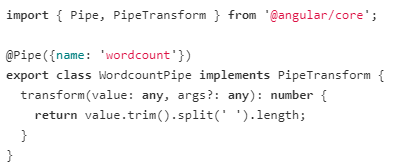 import { Pipe, PipeTransform } from '@angular/core';
@Pipe({name: 'wordcount'})
export class WordcountPipe implements PipeTransform {
  transform(value: any, args?: any): number {
    return value.trim().split(' ').length;
  }
}